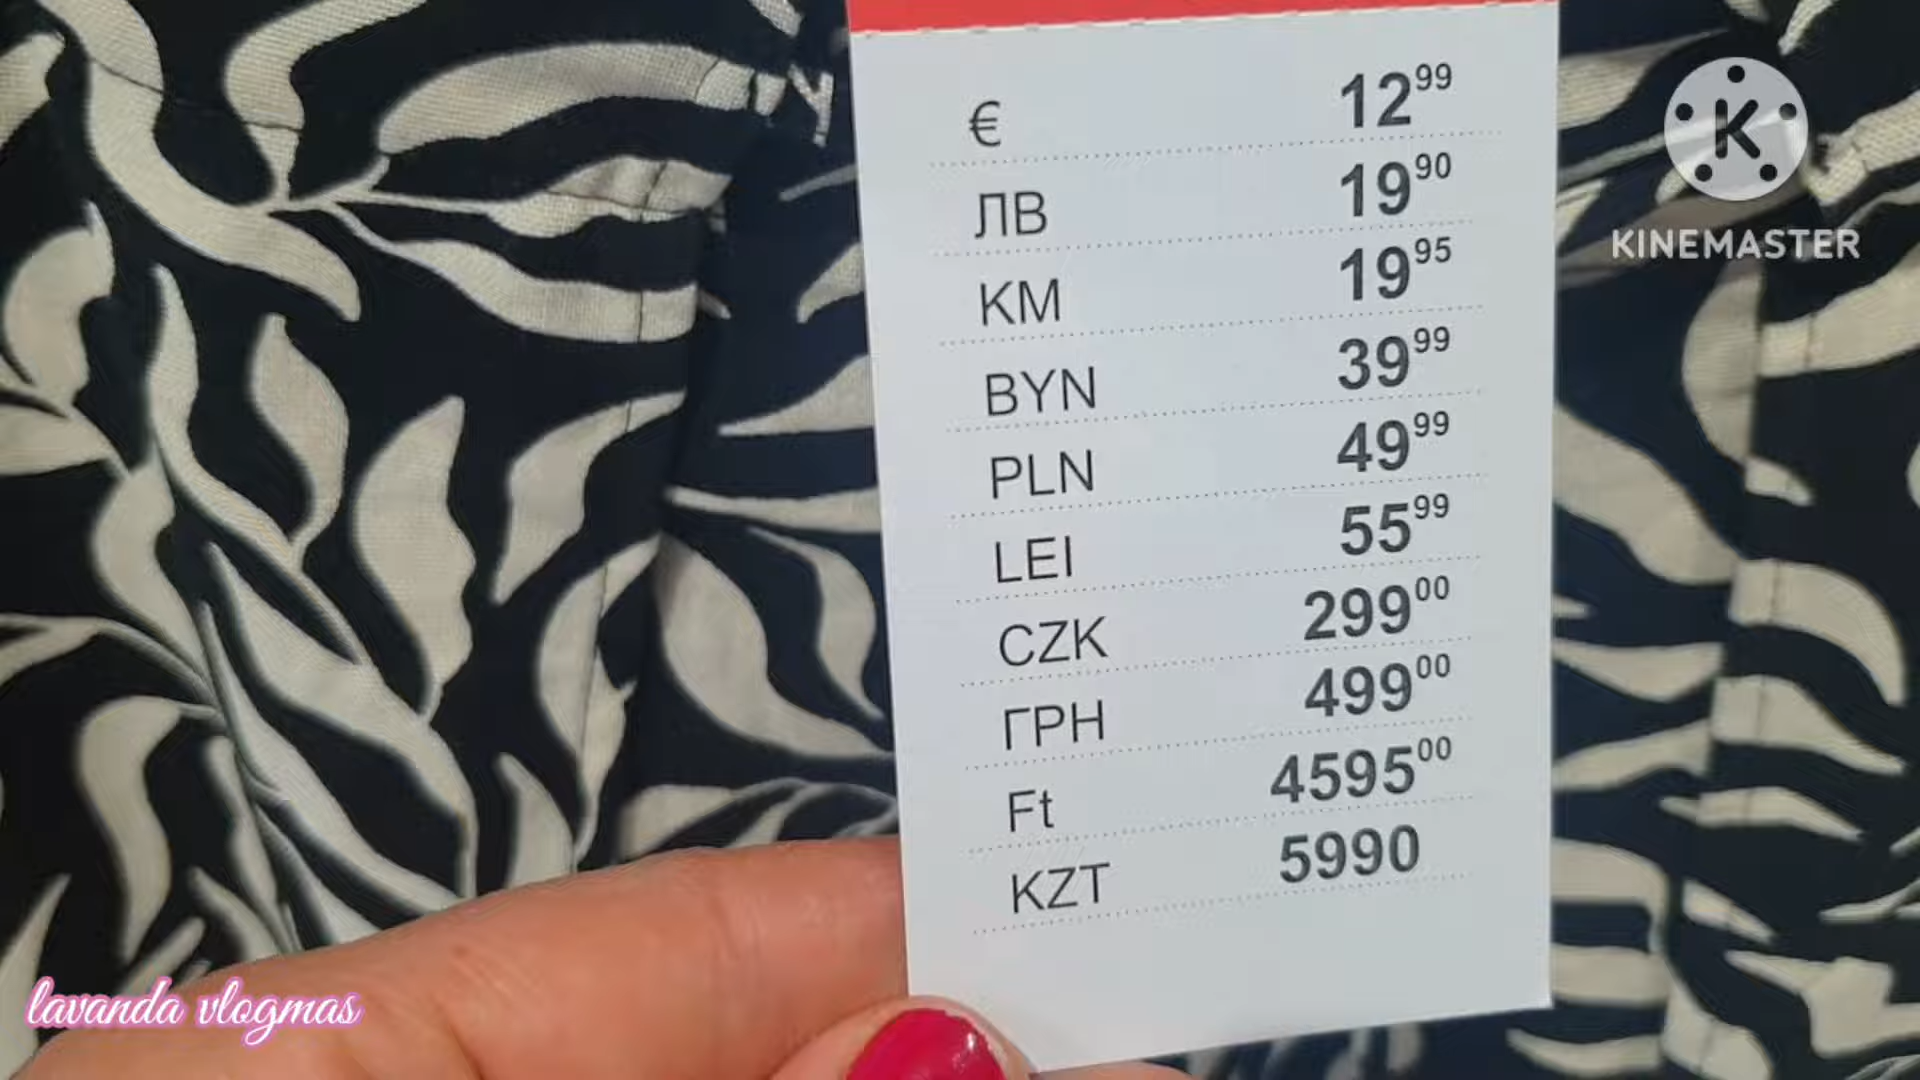 € 12⁹⁹
ЛВ 19⁹⁰
KM 19⁹⁵
BYN 39⁹⁹
PLN 49⁹⁹
LEI 55⁹⁹
CZK 299⁰⁰
ГРН 499⁰⁰
Ft 4595⁰⁰
KZT 5990
K
KINEMASTER
lavanda vlogmas